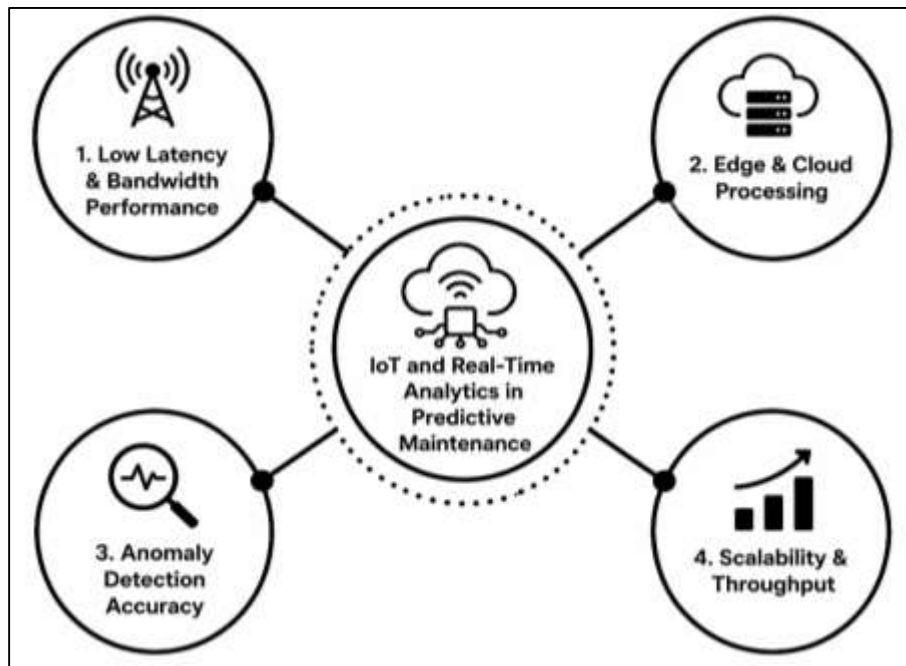 1. Low Latency
& Bandwidth
Performance
2. Edge & Cloud
Processing
IoT and Real-Time
Analytics in
Predictive
Maintenance
3. Anomaly
Detection
Accuracy
4. Scalability &
Throughput